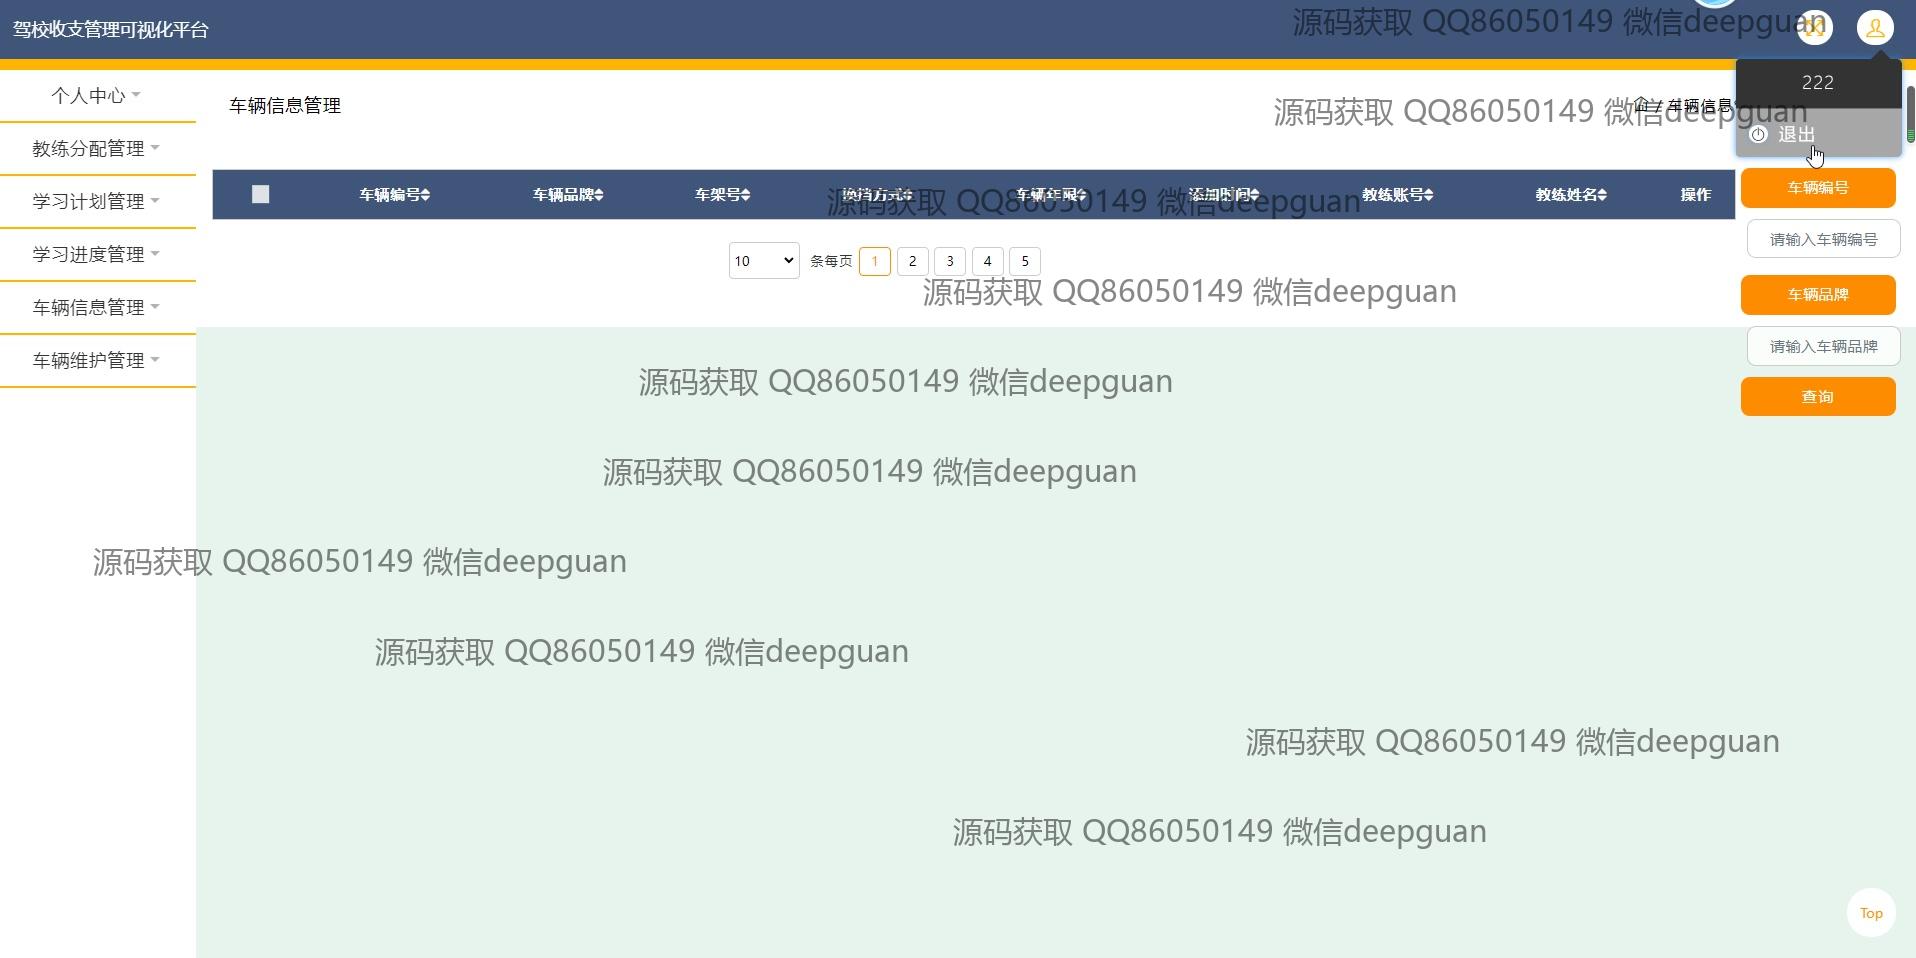 驾校收支管理可视化平台
源码获取 QQ86050149 微信deepguan
222
退出
个人中心
教练分配管理
学习计划管理
学习进度管理
车辆信息管理
车辆维护管理
车辆信息管理
/ 车辆信息
源码获取 QQ86050149 微信deepguan
车辆编号 车辆品牌 车架号 换挡方式 车辆年限 添加时间 教练账号 教练姓名 操作
源码获取 QQ86050149 微信deepguan
10 条每页 1 2 3 4 5
源码获取 QQ86050149 微信deepguan
车辆编号
请输入车辆编号
车辆品牌
请输入车辆品牌
查询
源码获取 QQ86050149 微信deepguan
源码获取 QQ86050149 微信deepguan
源码获取 QQ86050149 微信deepguan
源码获取 QQ86050149 微信deepguan
源码获取 QQ86050149 微信deepguan
源码获取 QQ86050149 微信deepguan
Top